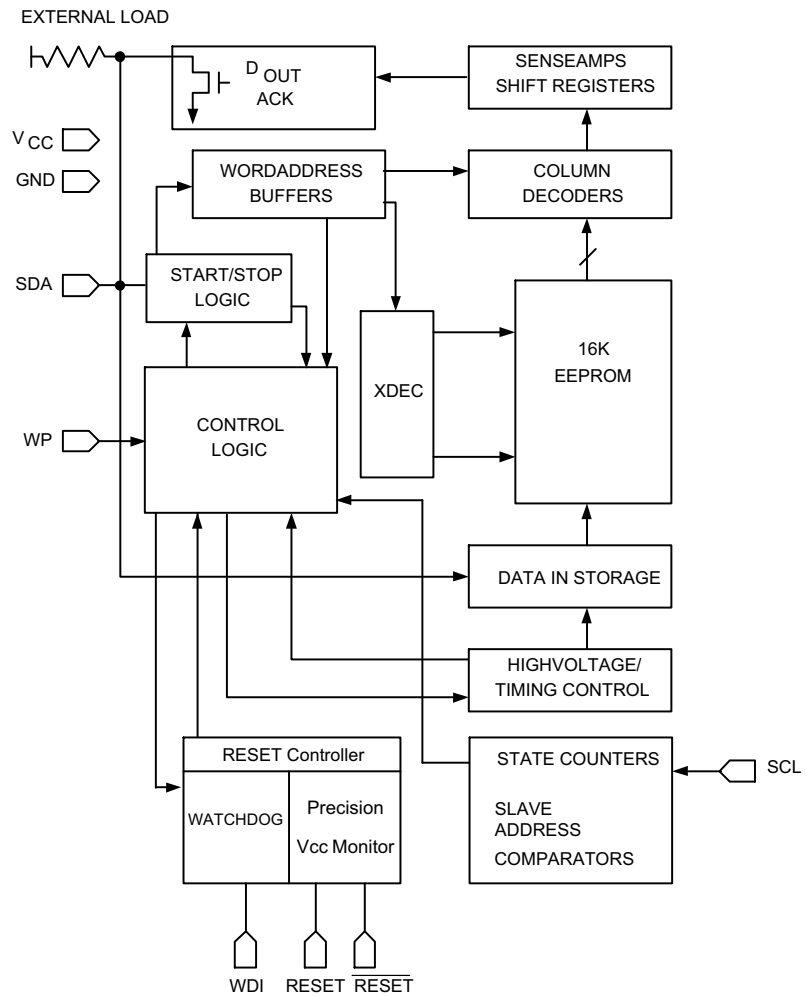 EXTERNAL LOAD
D OUT
ACK
SENSEAMPS
SHIFT REGISTERS
VCC
GND
WORDADDRESS
BUFFERS
COLUMN
DECODERS
SDA
START/STOP
LOGIC
XDEC
16K
EEPROM
WP
CONTROL
LOGIC
DATA IN STORAGE
HIGHVOLTAGE/
TIMING CONTROL
RESET Controller
WATCHDOG
Precision
Vcc Monitor
STATE COUNTERS
SLAVE
ADDRESS
COMPARATORS
SCL
WDI
RESET
RESET